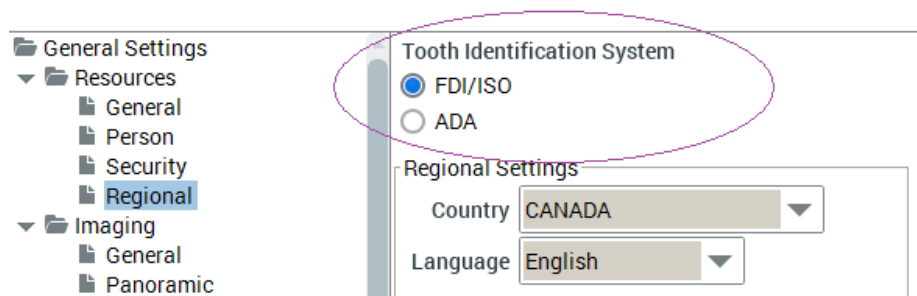 General Settings
Resources
General
Person
Security
Regional
Imaging
General
Panoramic
Tooth Identification System
FDI/ISO
ADA
Regional Settings
Country CANADA
Language English